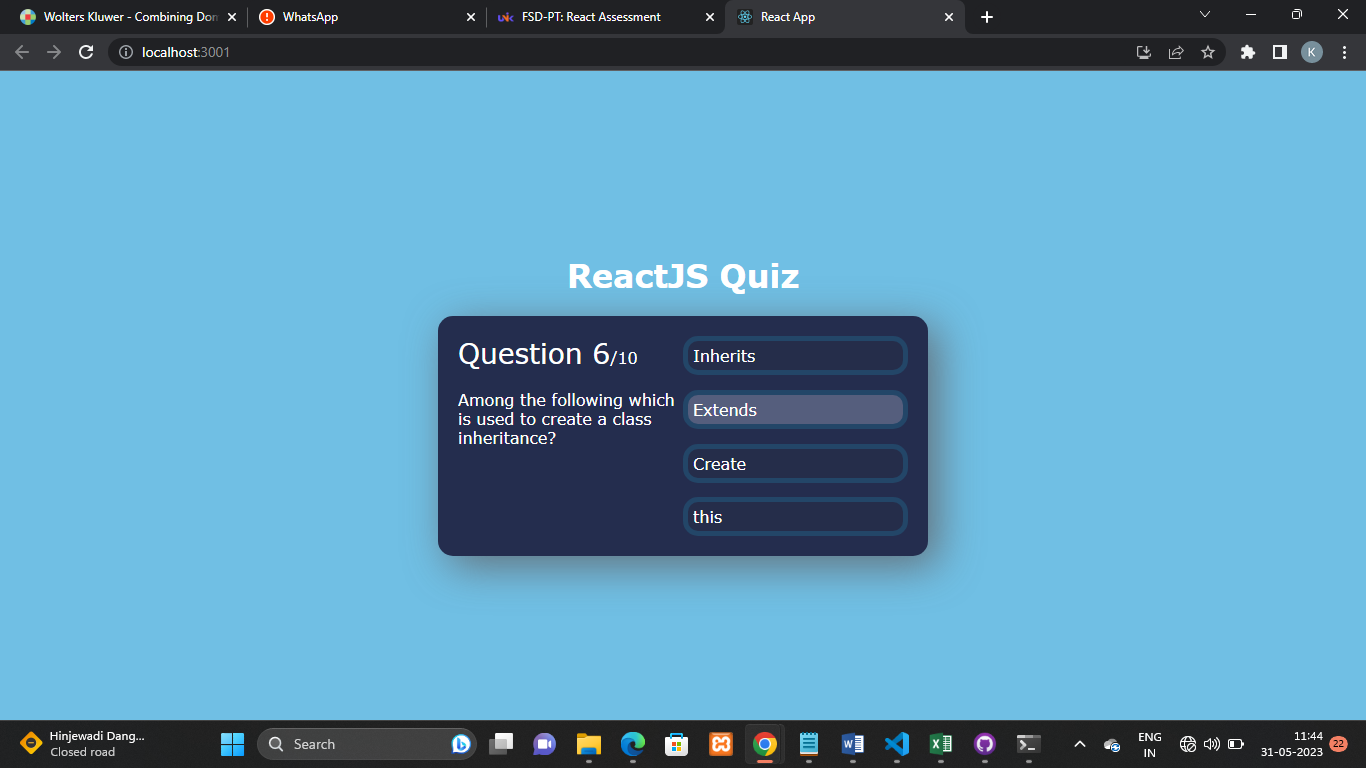 Wolters Kluwer - Combining Dom
WhatsApp
FSD-PT: React Assessment
React App
localhost:3001
K
ReactJS Quiz
Question 6/10
Among the following which
is used to create a class
inheritance?
Inherits
Extends
Create
this
Hinjewadi Dang...
Closed road
Search
ENG
IN
11:44
31-05-2023
22